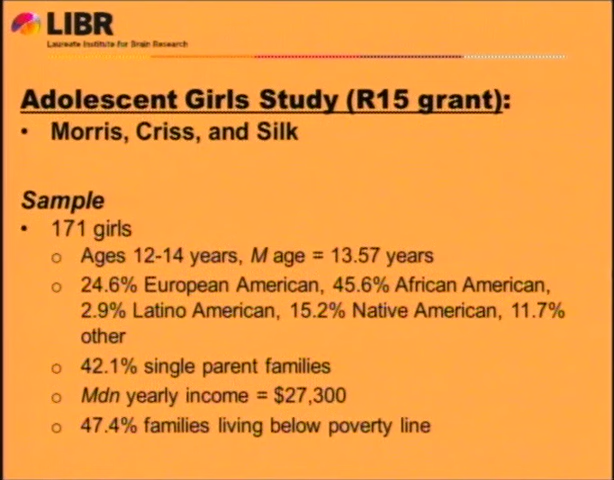 LIBR
Laureate Institute for Brain Research
Adolescent Girls Study (R15 grant):
• Morris, Criss, and Silk
Sample
• 171 girls
o Ages 12-14 years, M age = 13.57 years
o 24.6% European American, 45.6% African American,
2.9% Latino American, 15.2% Native American, 11.7%
other
o 42.1% single parent families
o Mdn yearly income = $27,300
o 47.4% families living below poverty line